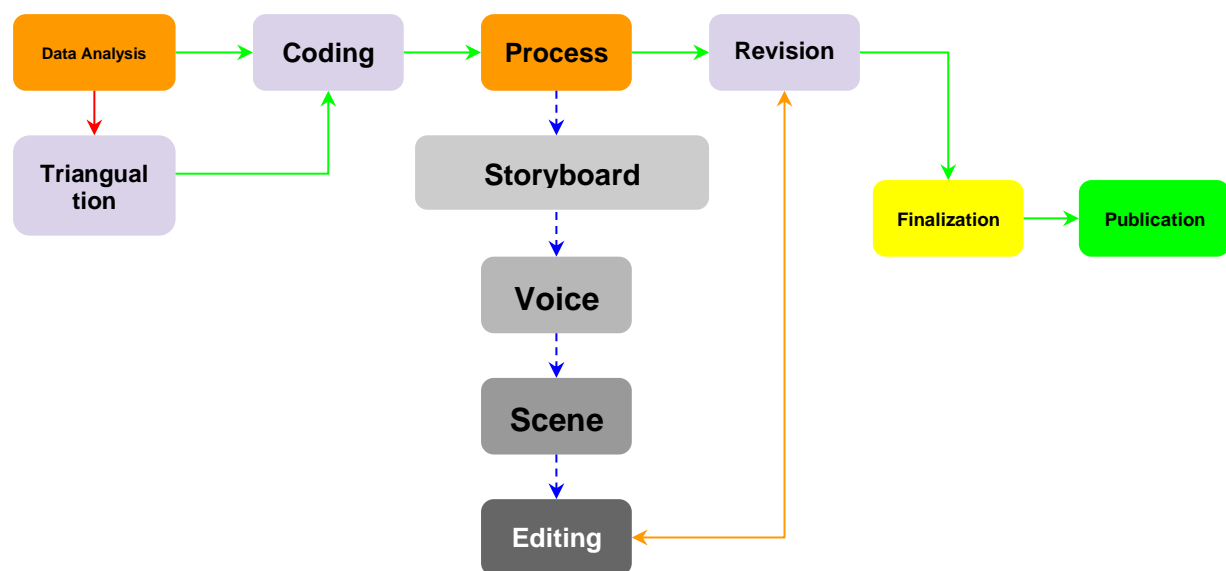 Data Analysis
Coding
Process
Revision
Triangual
tion
Storyboard
Finalization
Publication
Voice
Scene
Editing